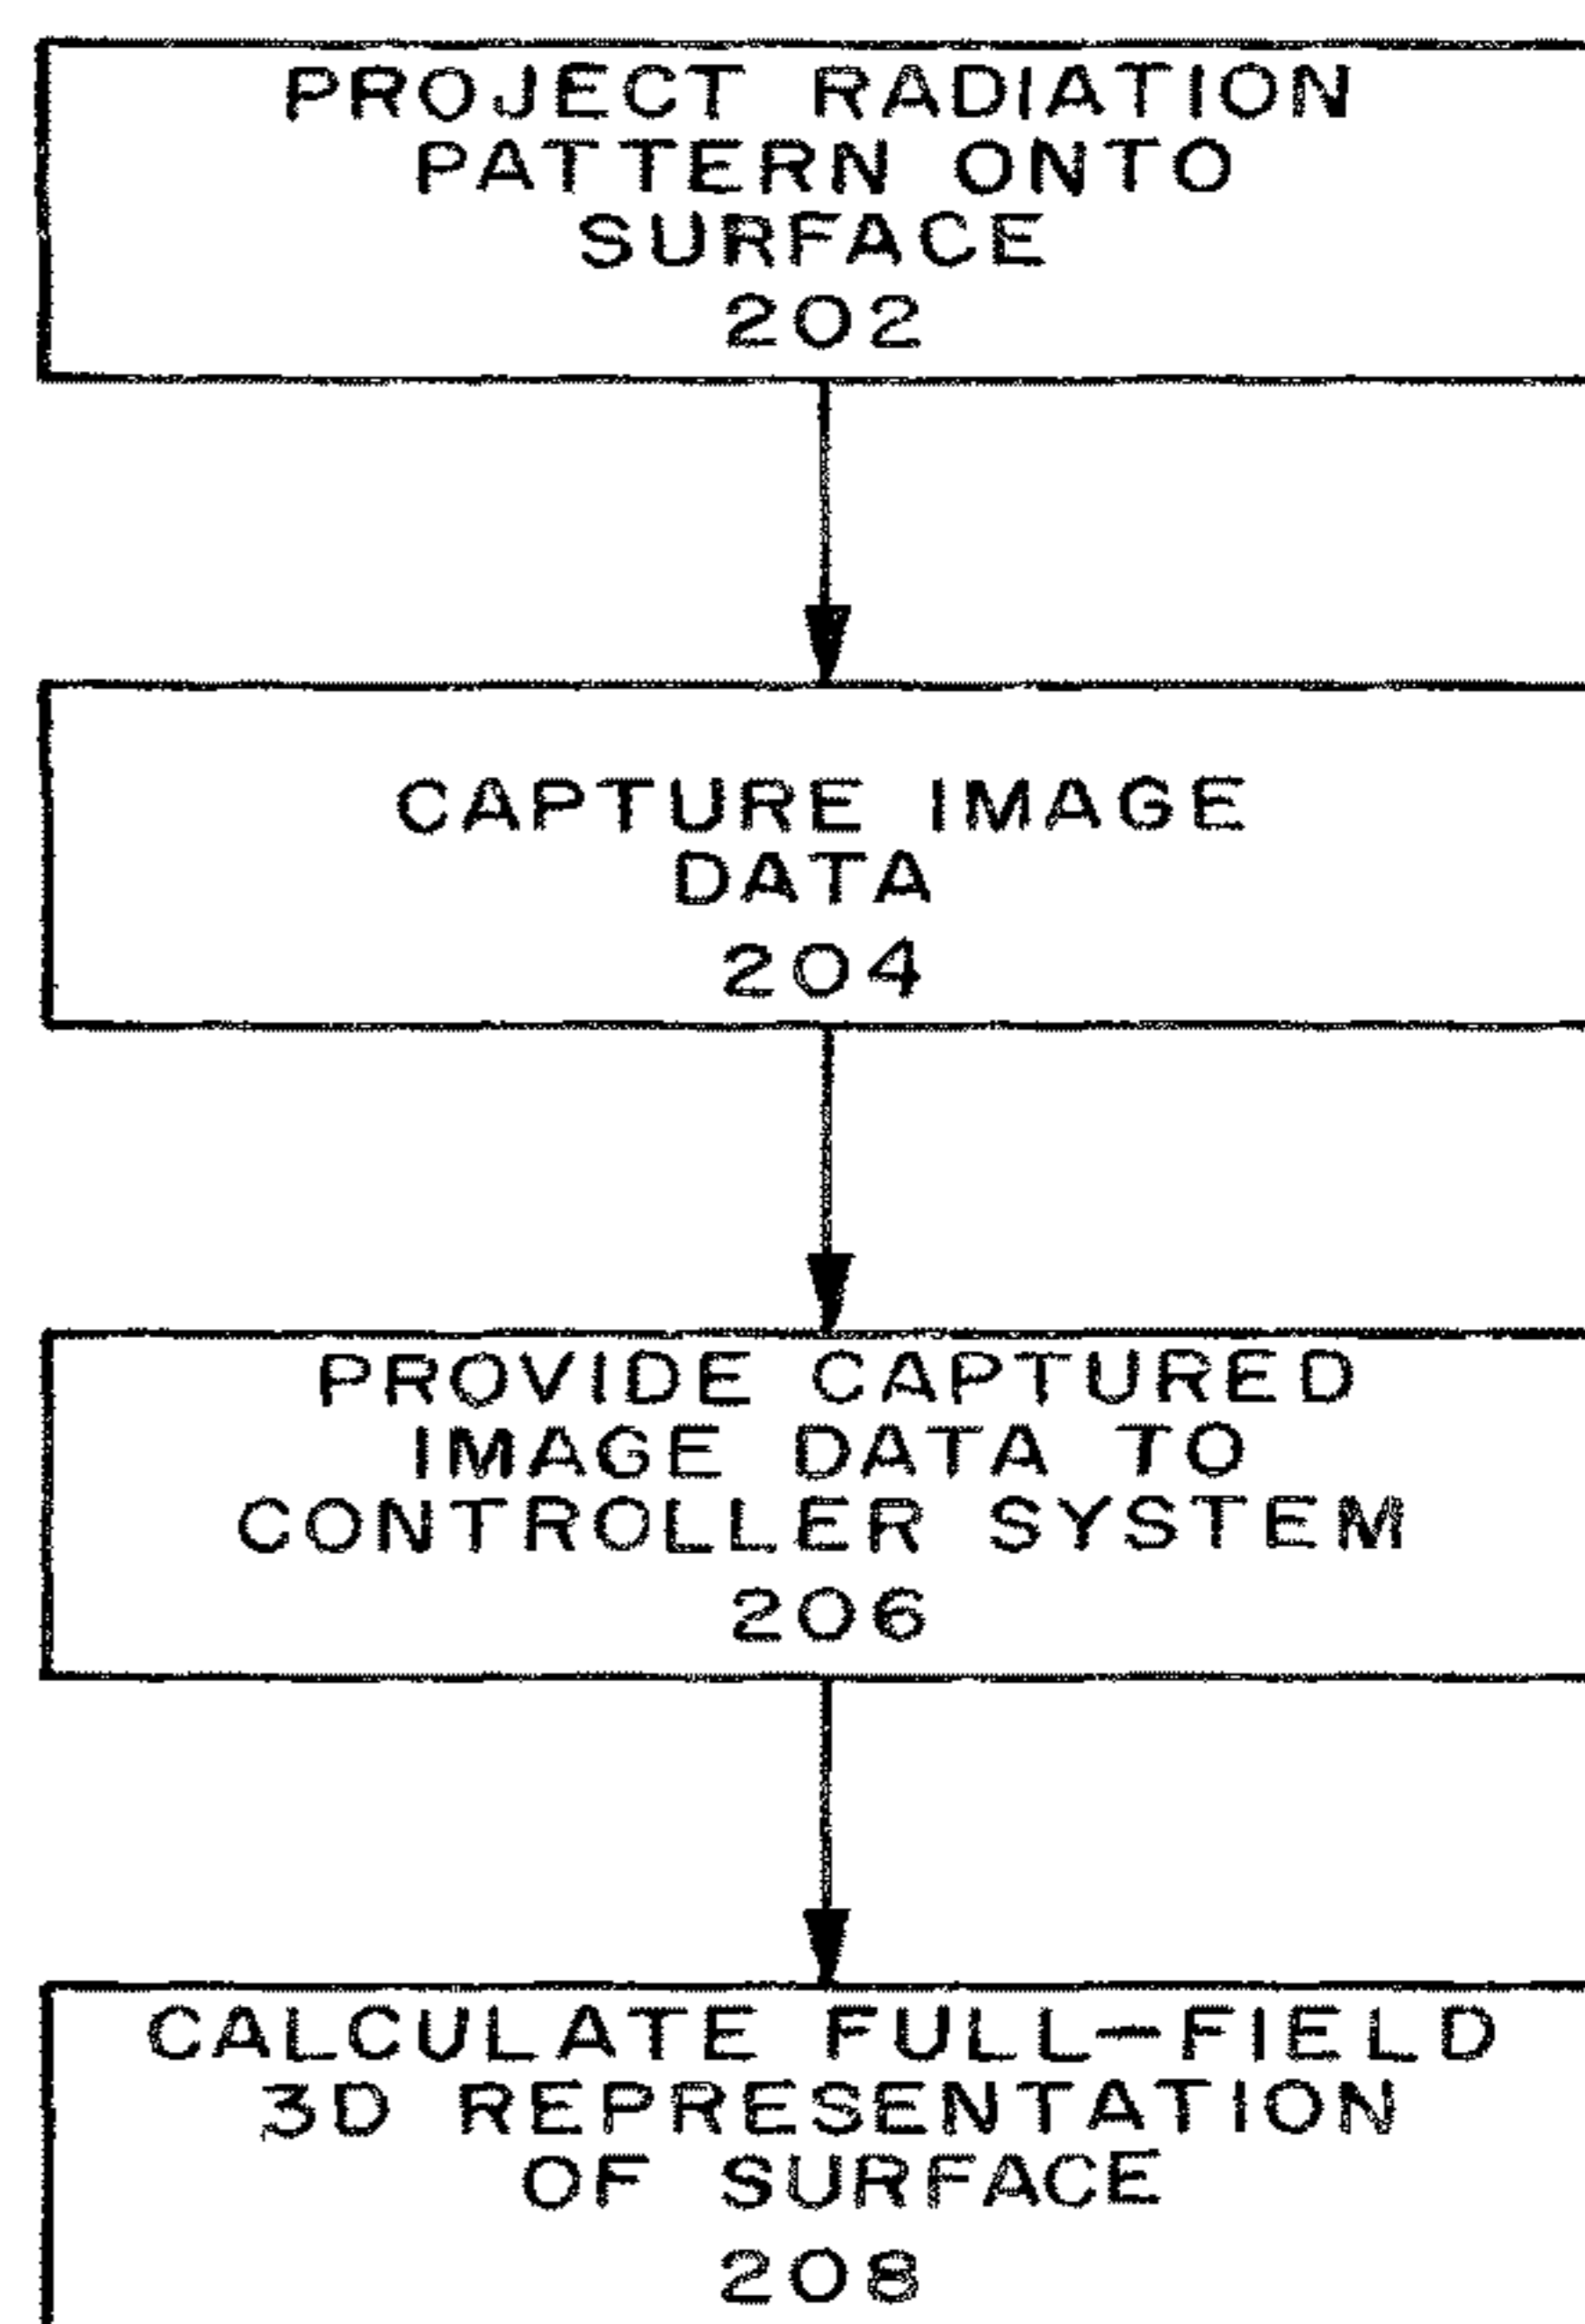 PROJECT RADIATION
PATTERN ONTO
SURFACE
202
CAPTURE IMAGE
DATA
204
PROVIDE CAPTURED
IMAGE DATA TO
CONTROLLER SYSTEM
206
CALCULATE FULL-FIELD
3D REPRESENTATION
OF SURFACE
208